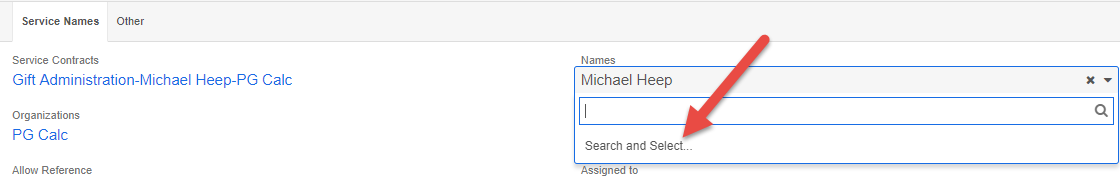 Service Names
Other
Service Contracts
Gift Administration-Michael Heep-PG Calc
Organizations
PG Calc
Allow Reference
Names
Michael Heep
Search and Select...
Assigned to